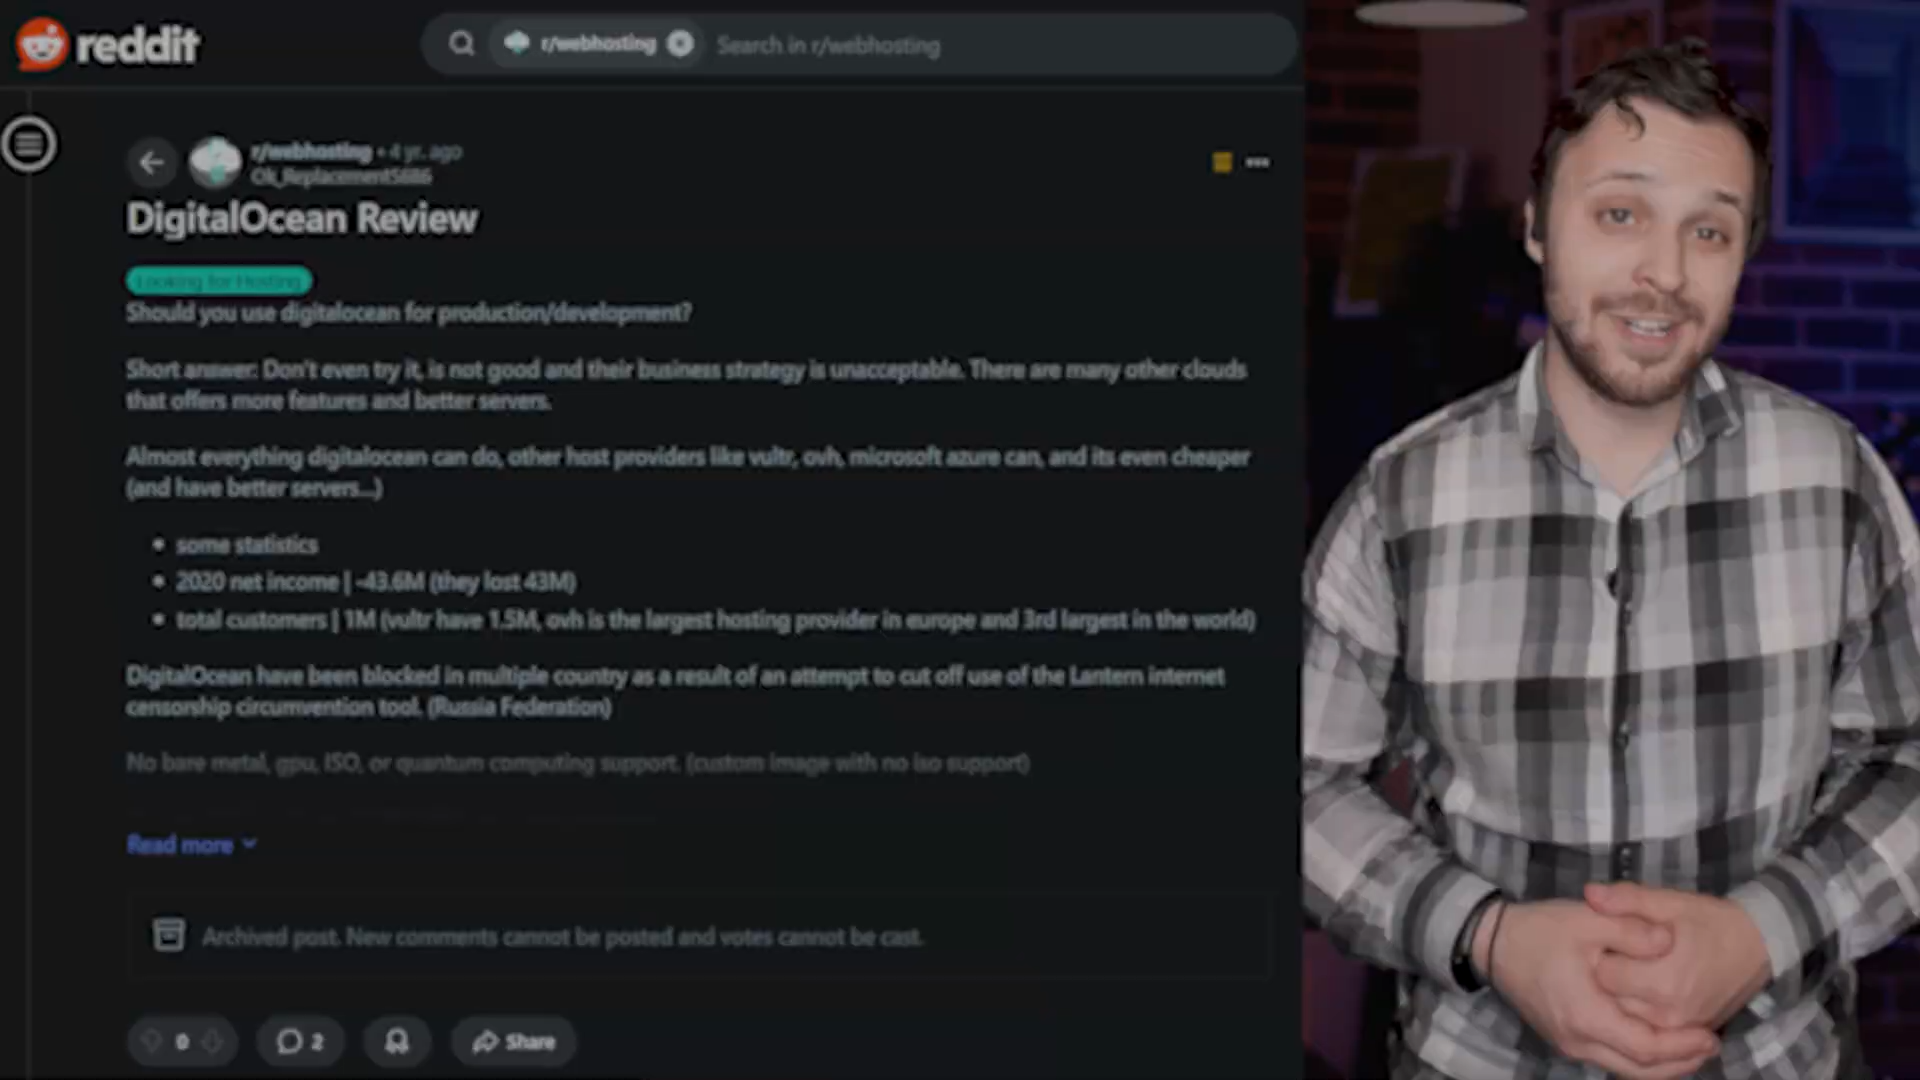 reddit
r/webhosting
Search in r/webhosting
r/webhosting • 4 yr. ago
Ok_Replacement5686
DigitalOcean Review
Looking for Hosting
Should you use digitalocean for production/development?
Short answer: Don't even try it, is not good and their business strategy is unacceptable. There are many other clouds
that offers more features and better servers.
Almost everything digitalocean can do, other host providers like vultr, ovh, microsoft azure can, and its even cheaper
(and have better servers...)
• some statistics
• 2020 net income | -43.6M (they lost 43M)
• total customers | 1M (vultr have 1.5M, ovh is the largest hosting provider in europe and 3rd largest in the world)
DigitalOcean have been blocked in multiple country as a result of an attempt to cut off use of the Lantern internet
censorship circumvention tool. (Russia Federation)
No bare metal, gpu, ISO, or quantum computing support. (custom image with no iso support)
Read more
Archived post. New comments cannot be posted and votes cannot be cast.
0
2
Share